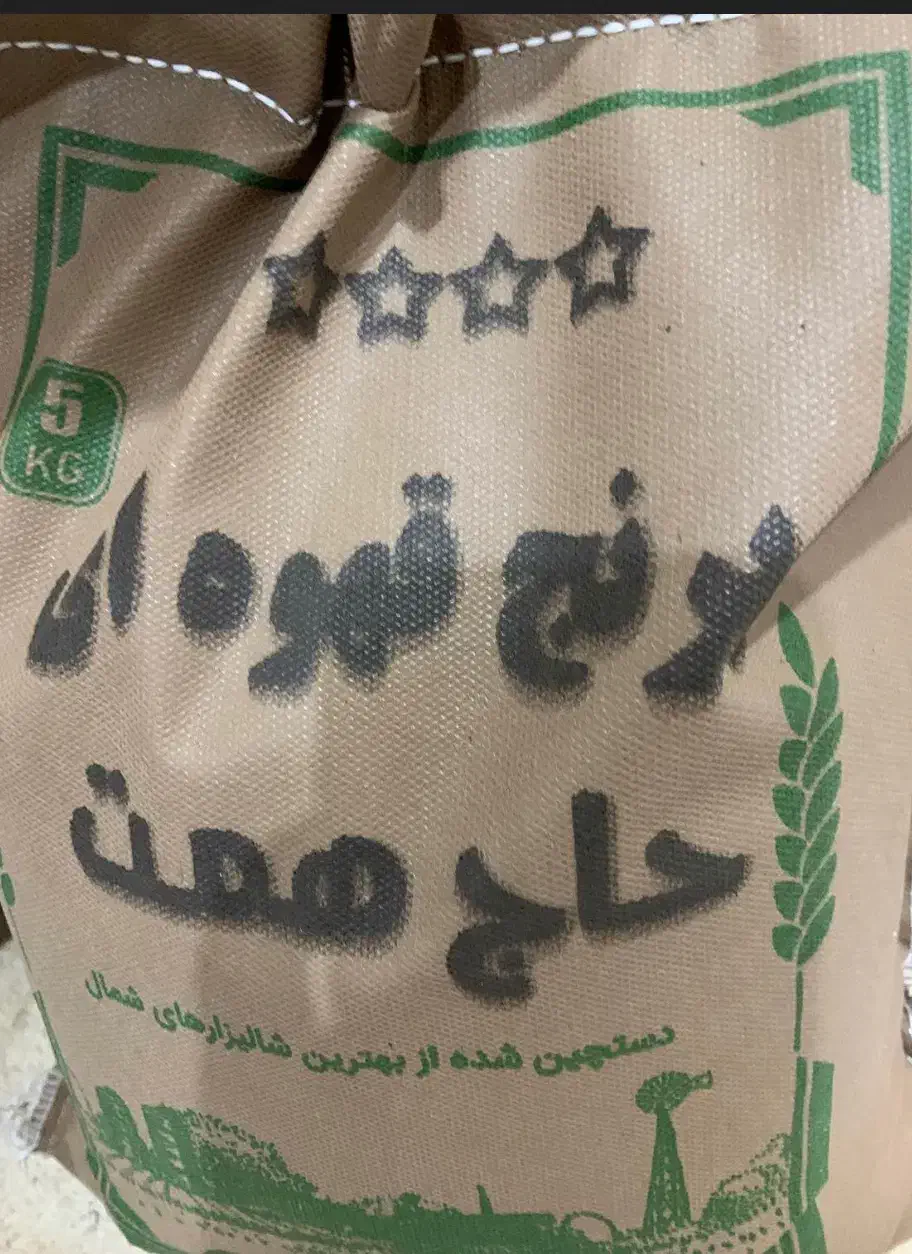 5
KG
برنج قهوه ای
حاج همت
دستچین شده از بهترین شالیزارهای شمال